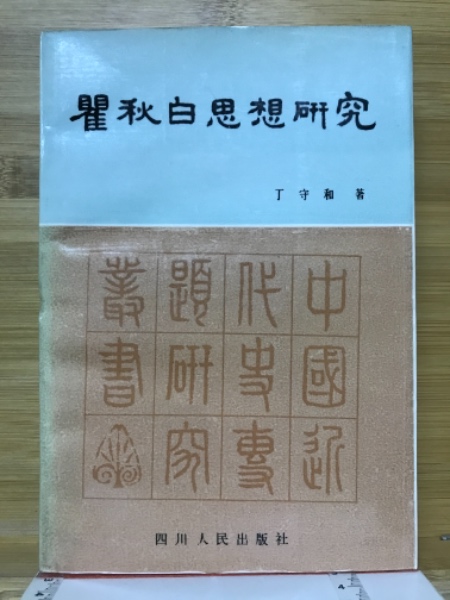 瞿秋白思想研究
丁守和 著
中國近
代史專
題研究
叢書
四川人民出版社